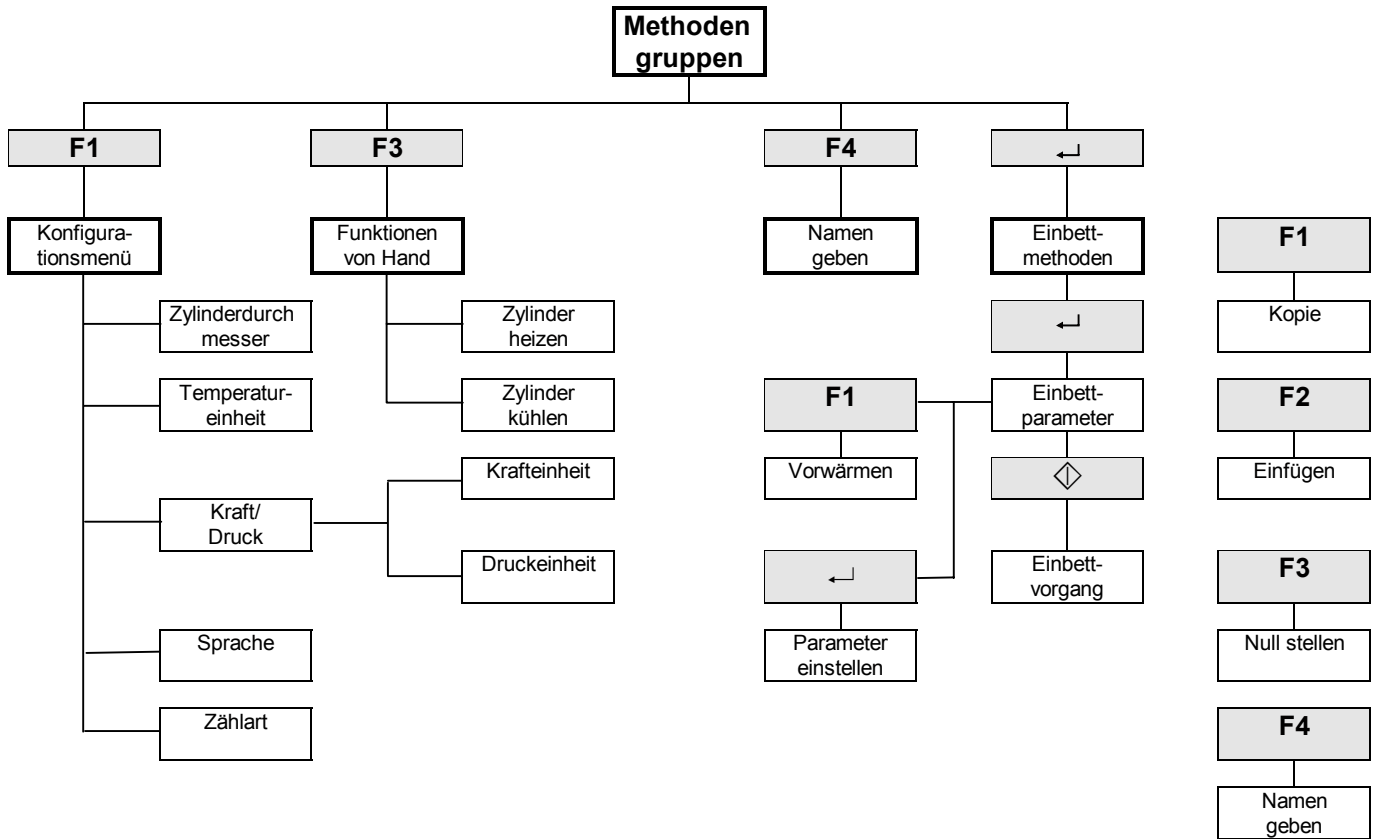 Methoden
gruppen
F1
F3
F4
↵
Konfigura-
tionsmenü
Funktionen
von Hand
Namen
geben
Einbett-
methoden
F1
Zylinderdurch
messer
Zylinder
heizen
↵
Kopie
Temperatur-
einheit
Zylinder
kühlen
F1
Einbett-
parameter
F2
Krafteinheit
Vorwärmen
Einfügen
Kraft/
Druck
Druckeinheit
↵
Einbett-
vorgang
F3
Sprache
Parameter
einstellen
Null stellen
Zählart
F4
Namen
geben